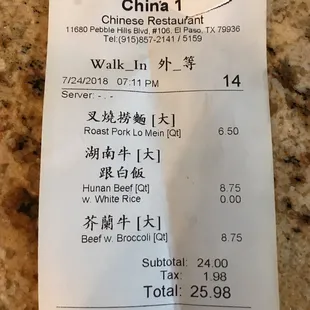 China 1
Chinese Restaurant
11680 Pebble Hills Blvd, #106, El Paso, TX 79936
Tel:(915)857-2141 / 5159
Walk_In 外_等
7/24/2018 07:11 PM 14
Server: - -
叉燒撈麵 [大]
Roast Pork Lo Mein [Qt] 6.50
湖南牛 [大]
跟白飯
Hunan Beef [Qt] 8.75
w. White Rice 0.00
芥蘭牛 [大]
Beef w. Broccoli [Qt] 8.75
Subtotal: 24.00
Tax: 1.98
Total: 25.98